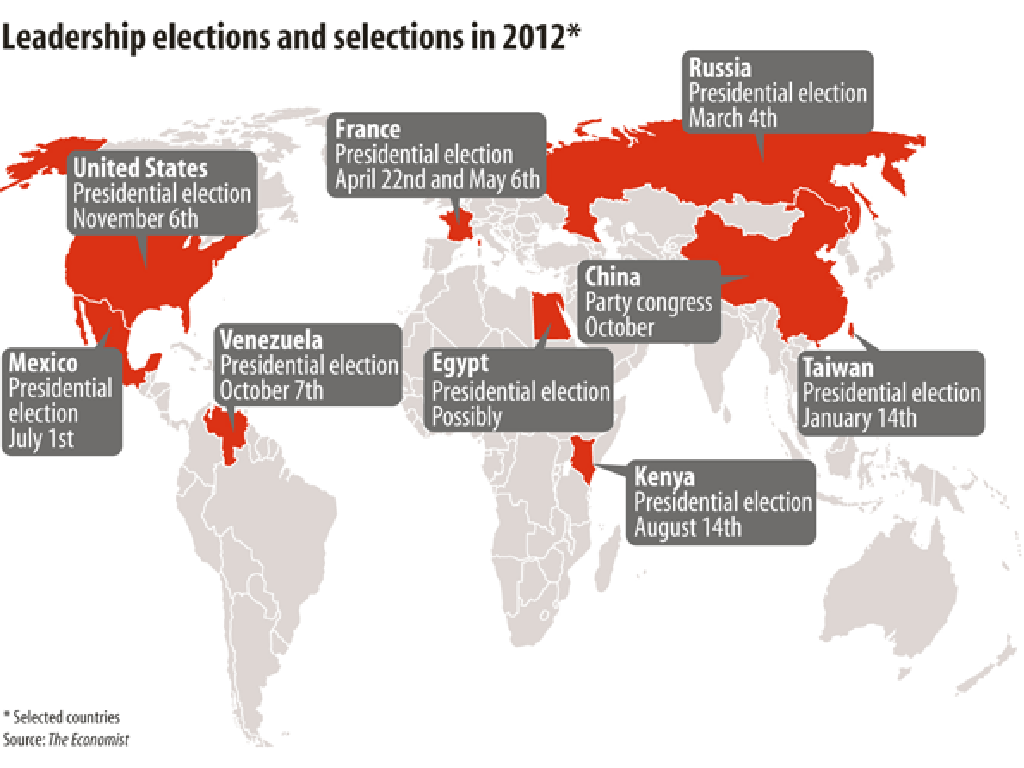 Leadership elections and selections in 2012*
Russia
Presidential election
March 4th
France
Presidential election
April 22nd and May 6th
United States
Presidential election
November 6th
China
Party congress
October
Venezuela
Presidential election
October 7th
Mexico
Presidential
election
July 1st
Egypt
Presidential election
Possibly
Taiwan
Presidential election
January 14th
Kenya
Presidential election
August 14th
* Selected countries
Source: The Economist